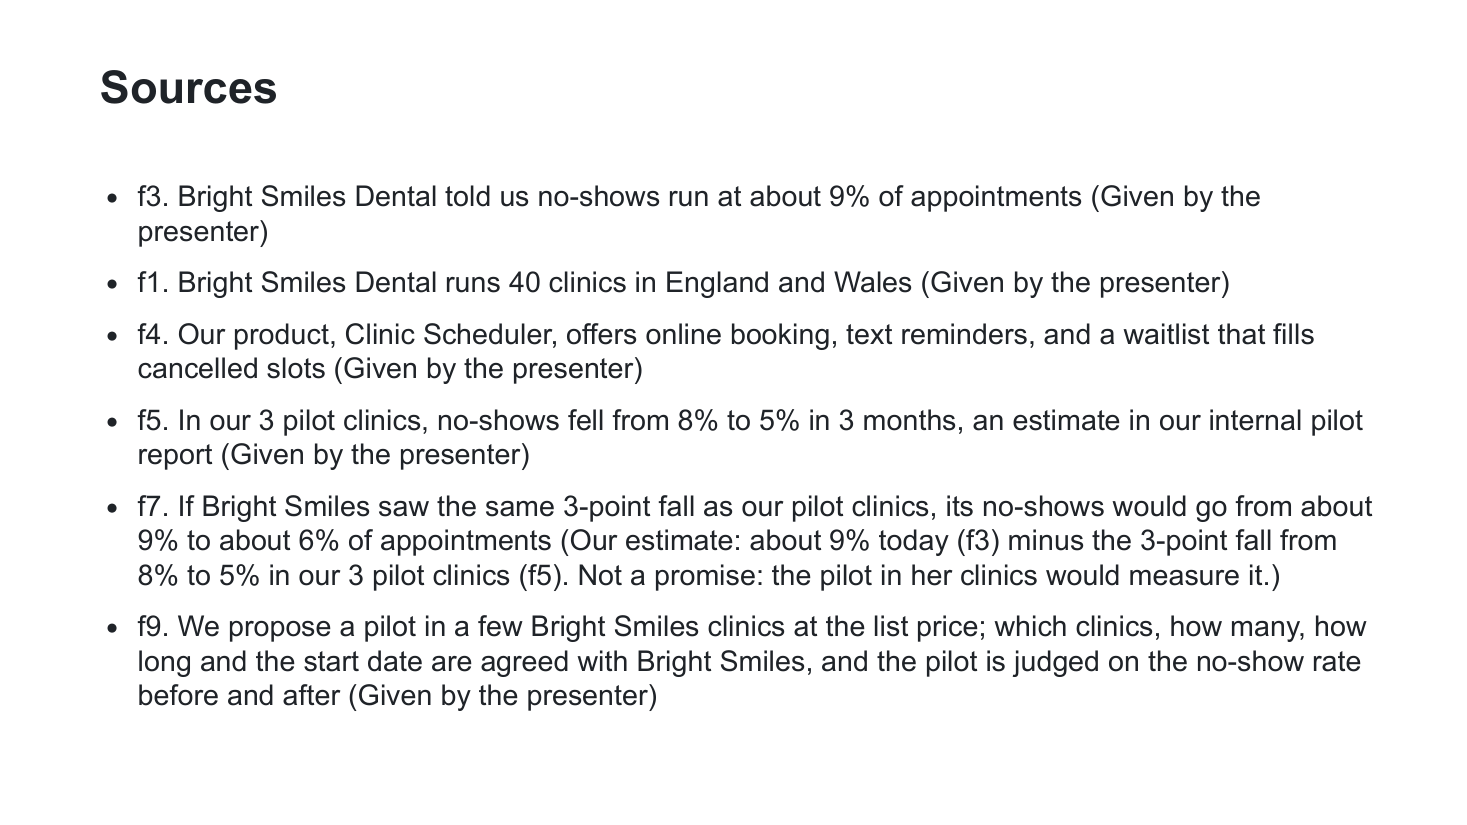 Sources
• f3. Bright Smiles Dental told us no-shows run at about 9% of appointments (Given by the
presenter)
• f1. Bright Smiles Dental runs 40 clinics in England and Wales (Given by the presenter)
• f4. Our product, Clinic Scheduler, offers online booking, text reminders, and a waitlist that fills
cancelled slots (Given by the presenter)
• f5. In our 3 pilot clinics, no-shows fell from 8% to 5% in 3 months, an estimate in our internal pilot
report (Given by the presenter)
• f7. If Bright Smiles saw the same 3-point fall as our pilot clinics, its no-shows would go from about
9% to about 6% of appointments (Our estimate: about 9% today (f3) minus the 3-point fall from
8% to 5% in our 3 pilot clinics (f5). Not a promise: the pilot in her clinics would measure it.)
• f9. We propose a pilot in a few Bright Smiles clinics at the list price; which clinics, how many, how
long and the start date are agreed with Bright Smiles, and the pilot is judged on the no-show rate
before and after (Given by the presenter)